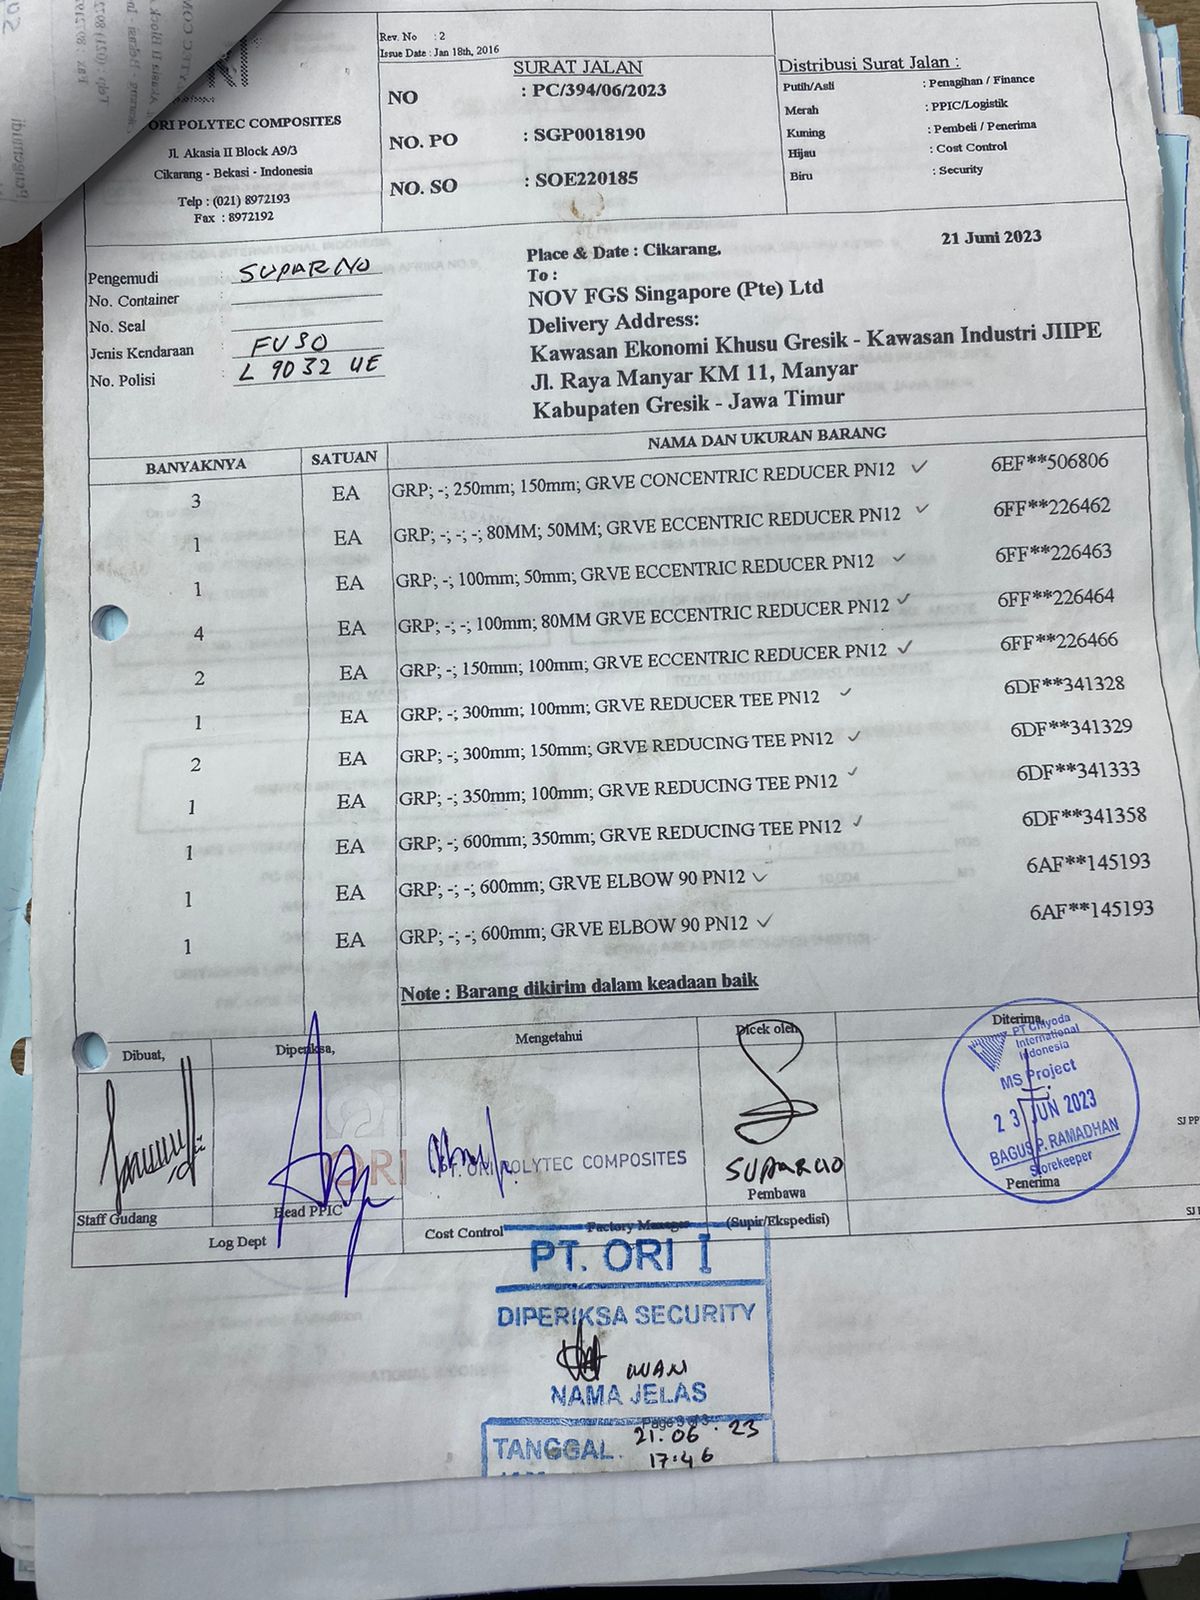 Rev. No : 2
Issue Date : Jan 18th, 2016
SURAT JALAN
NO : PC/394/06/2023
NO. PO : SGP0018190
NO. SO : SOE220185
Distribusi Surat Jalan :
Putih/Asli : Penagihan / Finance
Merah : PPIC/Logistik
Kuning : Pembeli / Penerima
Hijau : Cost Control
Biru : Security
ORI POLYTEC COMPOSITES
Jl. Akasia II Block A9/3
Cikarang - Bekasi - Indonesia
Telp : (021) 8972193
Fax : 8972192
Pengemudi : SUPARNO
No. Container :
No. Seal :
Jenis Kendaraan : FUSO
No. Polisi : L 9032 UE
Place & Date : Cikarang, 21 Juni 2023
To :
NOV FGS Singapore (Pte) Ltd
Delivery Address:
Kawasan Ekonomi Khusu Gresik - Kawasan Industri JIIPE
Jl. Raya Manyar KM 11, Manyar
Kabupaten Gresik - Jawa Timur
BANYAKNYA SATUAN NAMA DAN UKURAN BARANG
3 EA GRP; -; 250mm; 150mm; GRVE CONCENTRIC REDUCER PN12 ✓ 6EF**506806
1 EA GRP; -; -; -; 80MM; 50MM; GRVE ECCENTRIC REDUCER PN12 ✓ 6FF**226462
1 EA GRP; -; 100mm; 50mm; GRVE ECCENTRIC REDUCER PN12 ✓ 6FF**226463
4 EA GRP; -; -; 100mm; 80MM GRVE ECCENTRIC REDUCER PN12 ✓ 6FF**226464
2 EA GRP; -; 150mm; 100mm; GRVE ECCENTRIC REDUCER PN12 ✓ 6FF**226466
1 EA GRP; -; 300mm; 100mm; GRVE REDUCER TEE PN12 ✓ 6DF**341328
2 EA GRP; -; 300mm; 150mm; GRVE REDUCING TEE PN12 ✓ 6DF**341329
1 EA GRP; -; 350mm; 100mm; GRVE REDUCING TEE PN12 ✓ 6DF**341333
1 EA GRP; -; 600mm; 350mm; GRVE REDUCING TEE PN12 ✓ 6DF**341358
1 EA GRP; -; -; 600mm; GRVE ELBOW 90 PN12 ✓ 6AF**145193
1 EA GRP; -; -; 600mm; GRVE ELBOW 90 PN12 ✓ 6AF**145193
Note : Barang dikirim dalam keadaan baik
Dibuat, Diperiksa, Mengetahui Dicek oleh, Diterima,
PT Chiyoda
International
Indonesia
MS Project
23 JUN 2023
BAGUS P. RAMADHAN
Storekeeper
ORI
PT. ORI POLYTEC COMPOSITES
SUPARNO
Staff Gudang Head PPIC Pembawa Penerima
Log Dept Cost Control Factory Manager (Supir/Ekspedisi)
SJ PP
PT. ORI I
DIPERIKSA SECURITY
IWAN
NAMA JELAS
Page 3 of 3
TANGGAL. 21.06.23
17:46